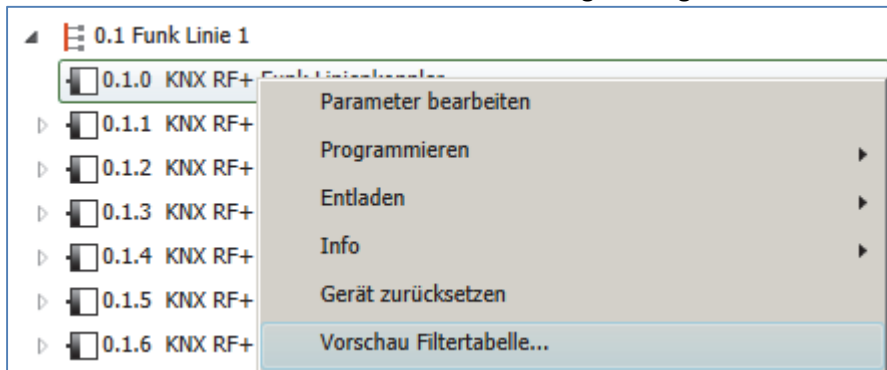 0.1 Funk Linie 1
0.1.0 KNX RF+ Funk Linienkoppler
Parameter bearbeiten
0.1.1 KNX RF+
Programmieren
0.1.2 KNX RF+
Entladen
0.1.3 KNX RF+
Info
0.1.4 KNX RF+
Gerät zurücksetzen
0.1.5 KNX RF+
Vorschau Filtertabelle...
0.1.6 KNX RF+